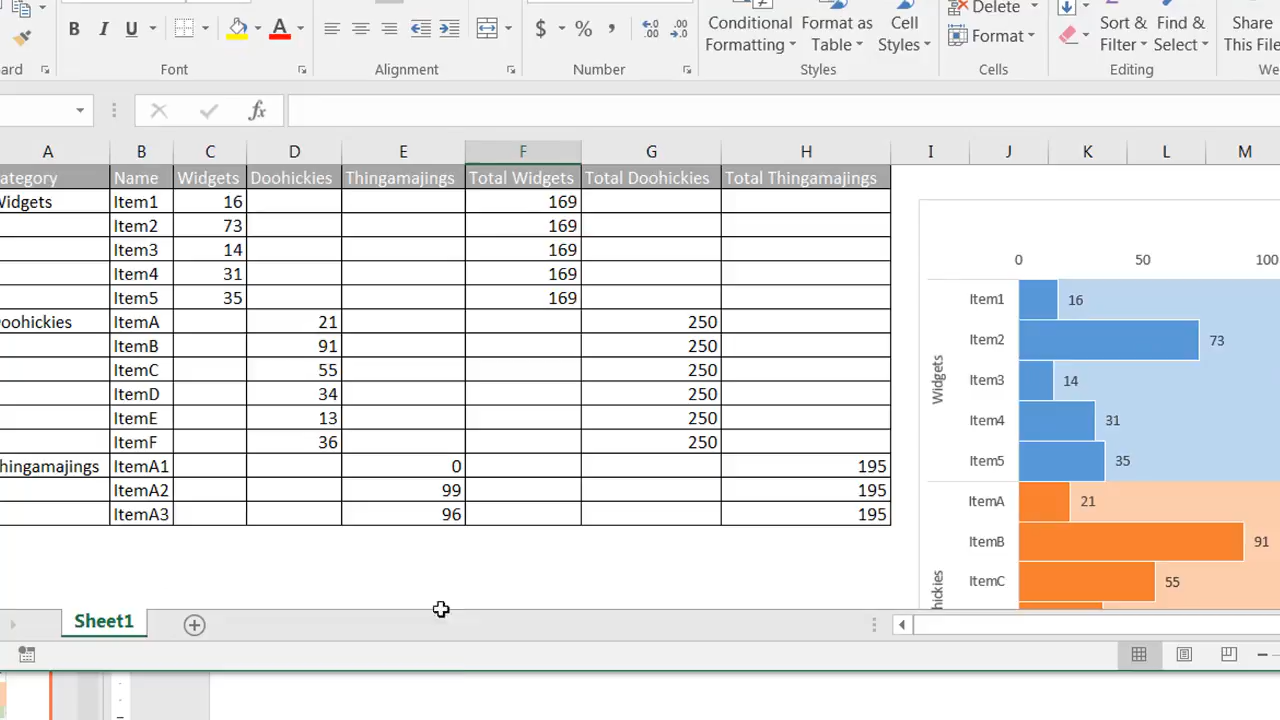 Delete
Conditional Format as Cell Sort & Find & Share
Formatting Table Styles Format Filter Select This File
ard Font Alignment Number Styles Cells Editing We
B I U A $ % ,
fx
A B C D E F G H I J K L M
ategory Name Widgets Doohickies Thingamajings Total Widgets Total Doohickies Total Thingamajings
Widgets Item1 16 169
Item2 73 169
Item3 14 169
Item4 31 169
Item5 35 169
Doohickies ItemA 21 250
ItemB 91 250
ItemC 55 250
ItemD 34 250
ItemE 13 250
ItemF 36 250
hingamajings ItemA1 0 195
ItemA2 99 195
ItemA3 96 195
0 50 100
Widgets
Item1 16
Item2 73
Item3 14
Item4 31
Item5 35
hickies
ItemA 21
ItemB 91
ItemC 55
Sheet1